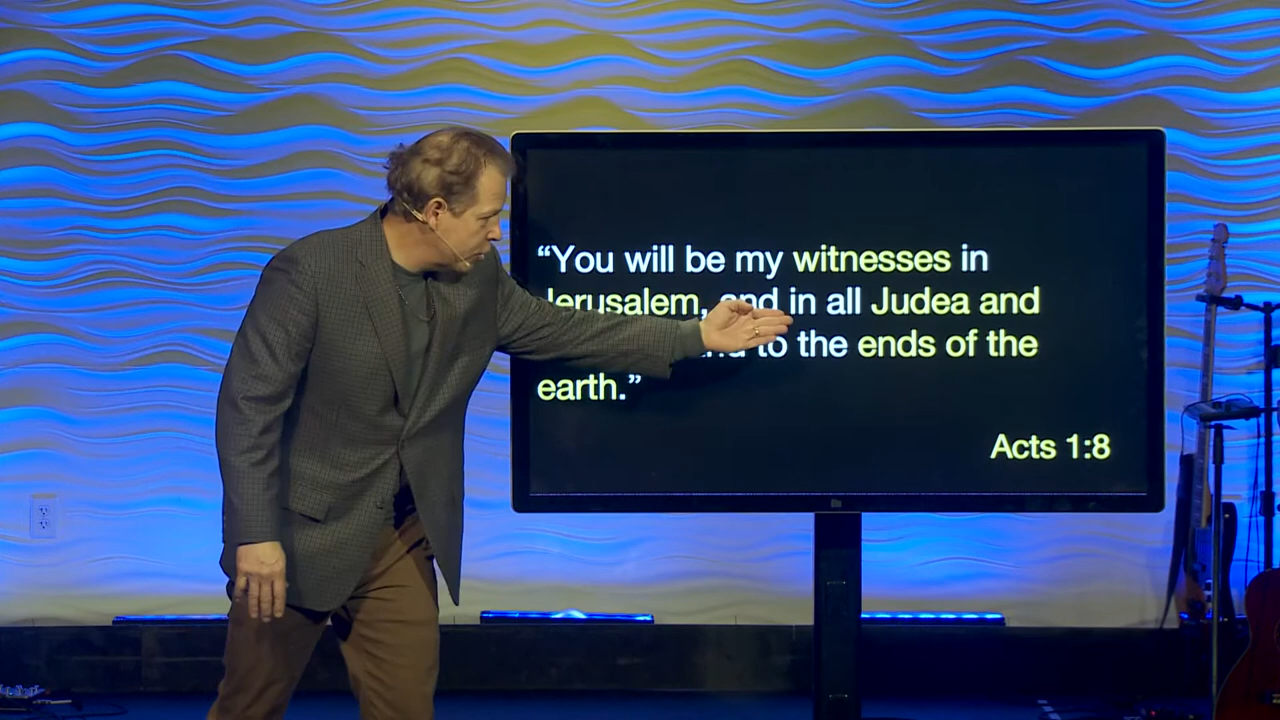 “You will be my witnesses in
Jerusalem, and in all Judea and
to the ends of the
earth.”
Acts 1:8